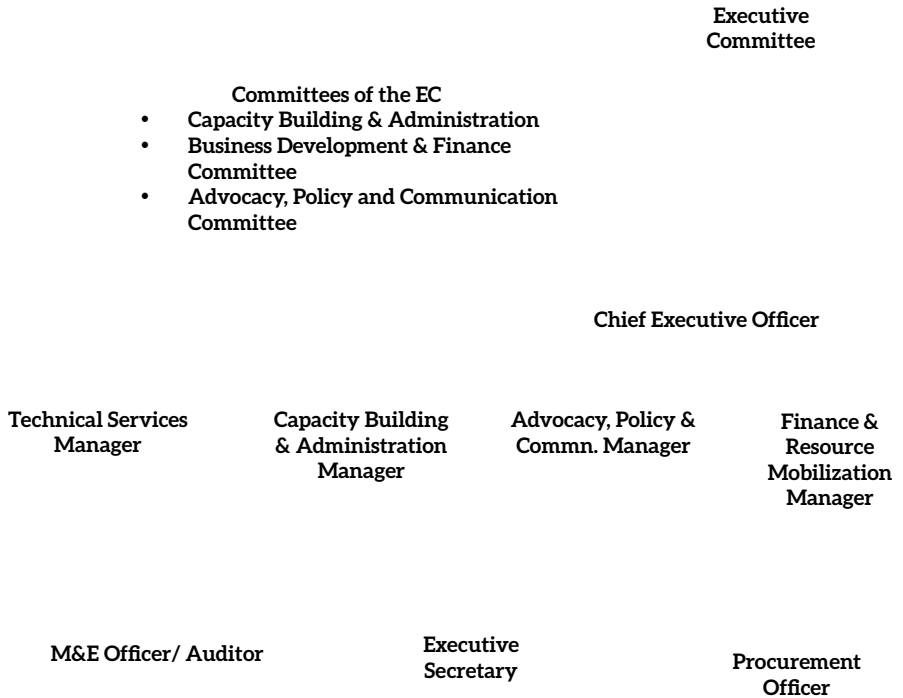 Executive
Committee
Committees of the EC
• Capacity Building & Administration
• Business Development & Finance
Committee
• Advocacy, Policy and Communication
Committee
Chief Executive Officer
Technical Services
Manager
Capacity Building
& Administration
Manager
Advocacy, Policy &
Commn. Manager
Finance &
Resource
Mobilization
Manager
M&E Officer/ Auditor
Executive
Secretary
Procurement
Officer